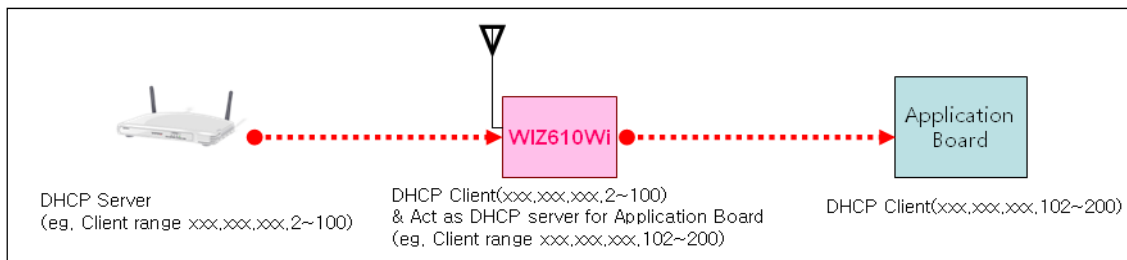 WIZ610Wi
Application
Board
DHCP Server
(eg, Client range xxx,xxx,xxx,2~100)
DHCP Client(xxx,xxx,xxx,2~100)
& Act as DHCP server for Application Board
(eg, Client range xxx,xxx,xxx,102~200)
DHCP Client(xxx,xxx,xxx,102~200)